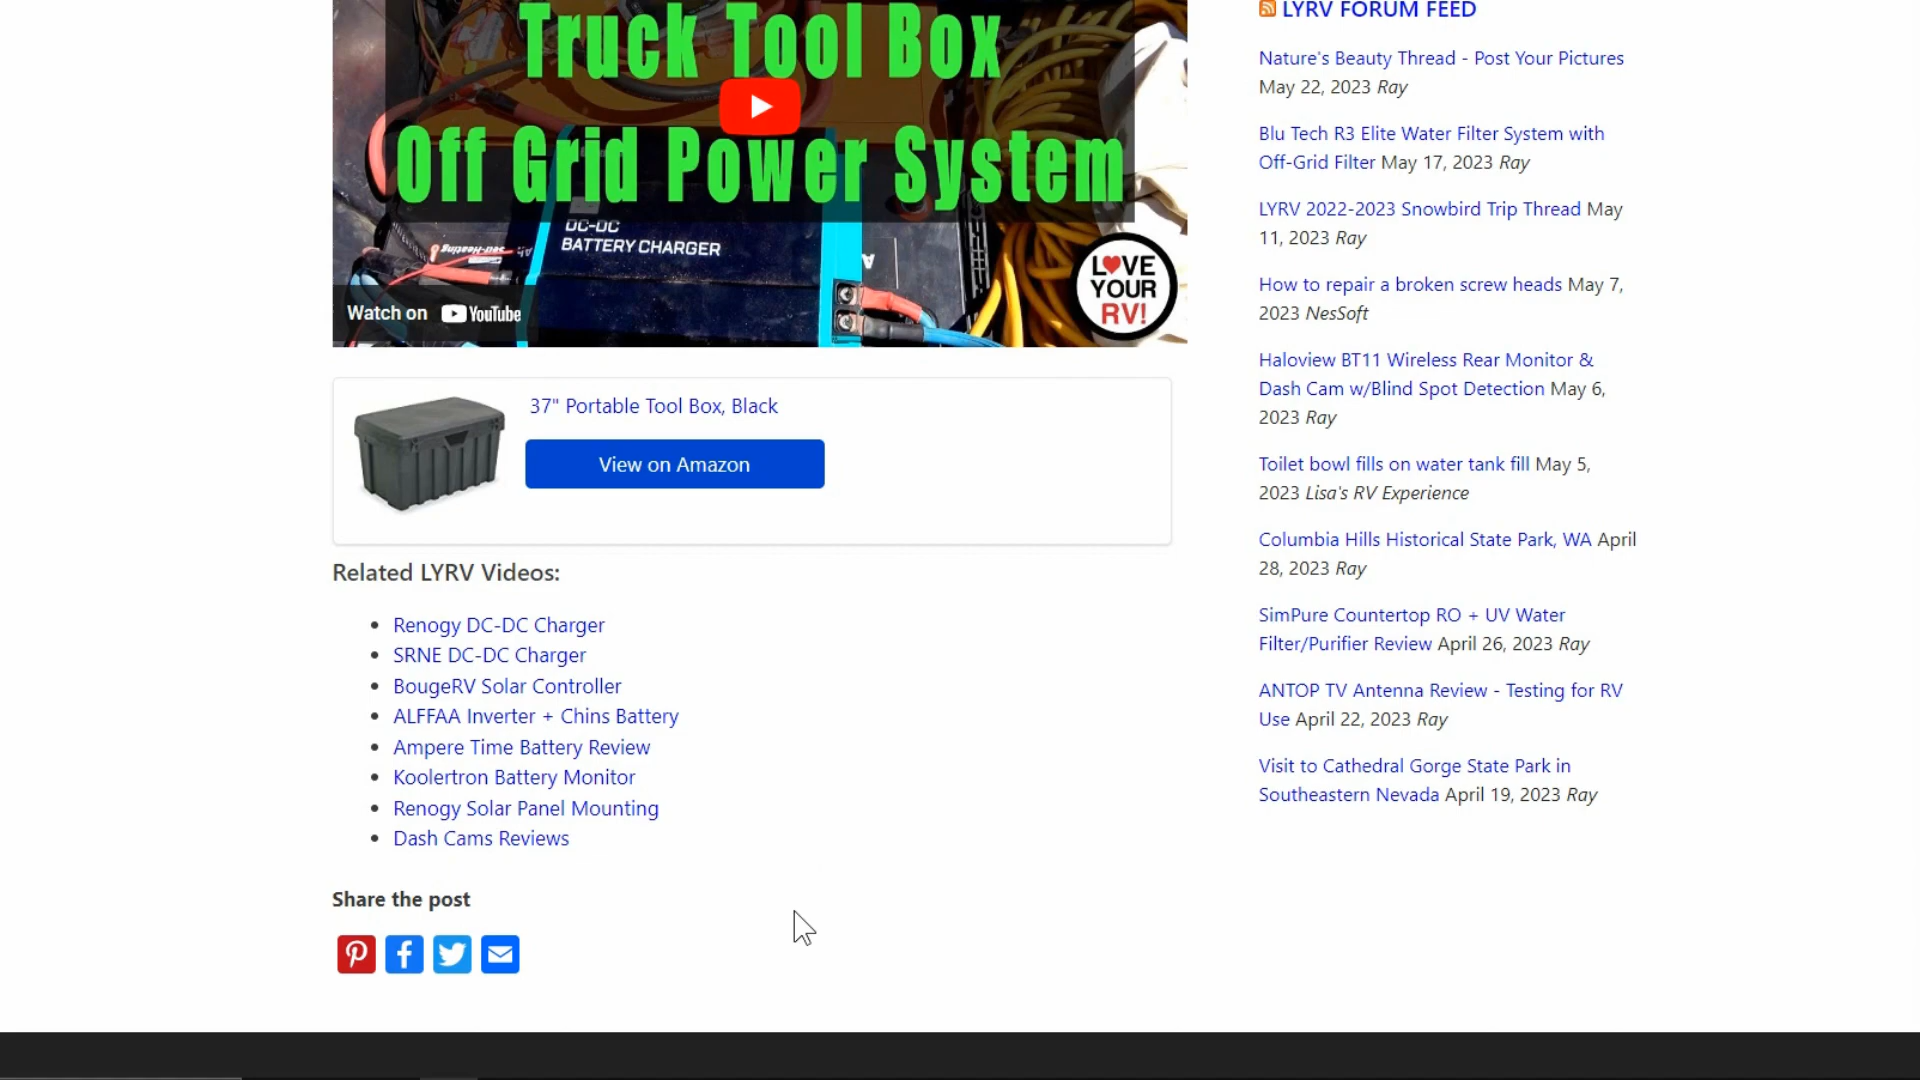 Truck Tool Box
Off Grid Power System
DC-DC
BATTERY CHARGER
LOVE
YOUR
RV!
Watch on YouTube
37" Portable Tool Box, Black
View on Amazon
Related LYRV Videos:
Renogy DC-DC Charger
SRNE DC-DC Charger
BougeRV Solar Controller
ALFFAA Inverter + Chins Battery
Ampere Time Battery Review
Koolertron Battery Monitor
Renogy Solar Panel Mounting
Dash Cams Reviews
Share the post
LYRV FORUM FEED
Nature's Beauty Thread - Post Your Pictures
May 22, 2023 Ray
Blu Tech R3 Elite Water Filter System with
Off-Grid Filter May 17, 2023 Ray
LYRV 2022-2023 Snowbird Trip Thread May
11, 2023 Ray
How to repair a broken screw heads May 7,
2023 NesSoft
Haloview BT11 Wireless Rear Monitor &
Dash Cam w/Blind Spot Detection May 6,
2023 Ray
Toilet bowl fills on water tank fill May 5,
2023 Lisa's RV Experience
Columbia Hills Historical State Park, WA April
28, 2023 Ray
SimPure Countertop RO + UV Water
Filter/Purifier Review April 26, 2023 Ray
ANTOP TV Antenna Review - Testing for RV
Use April 22, 2023 Ray
Visit to Cathedral Gorge State Park in
Southeastern Nevada April 19, 2023 Ray